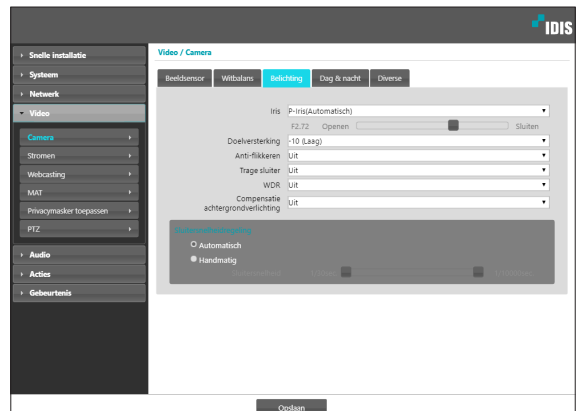 IDIS
Snelle installatie
Systeem
Netwerk
Video
Camera
Stromen
Webcasting
MAT
Privacymasker toepassen
PTZ
Audio
Acties
Gebeurtenis
Video / Camera
Beeldsensor Witbalans Belichting Dag & nacht Diverse
Iris P-Iris(Automatisch)
F2.72 Openen Sluiten
Doelversterking -10 (Laag)
Anti-flikkeren Uit
Trage sluiter Uit
WDR Uit
Compensatie
achtergrondverlichting Uit
Automatisch
Handmatig
Opslaan